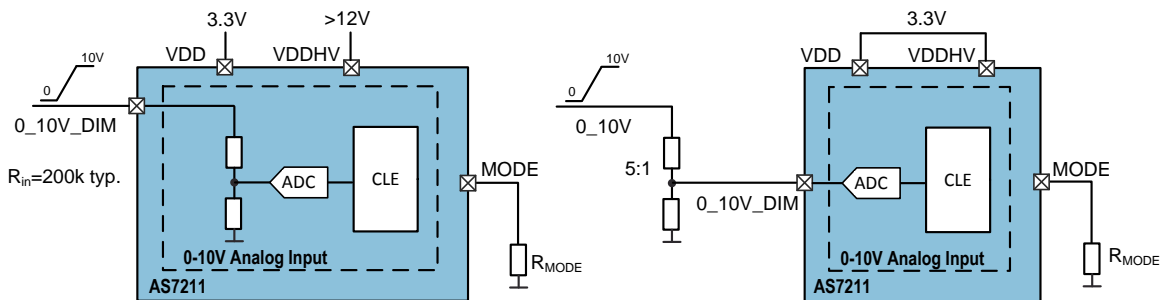 3.3V
>12V
VDD
VDDHV
10V
0
0_10V_DIM
Rin=200k typ.
ADC
CLE
MODE
0-10V Analog Input
AS7211
RMODE
3.3V
VDD
VDDHV
10V
0
0_10V
5:1
0_10V_DIM
ADC
CLE
MODE
0-10V Analog Input
AS7211
RMODE